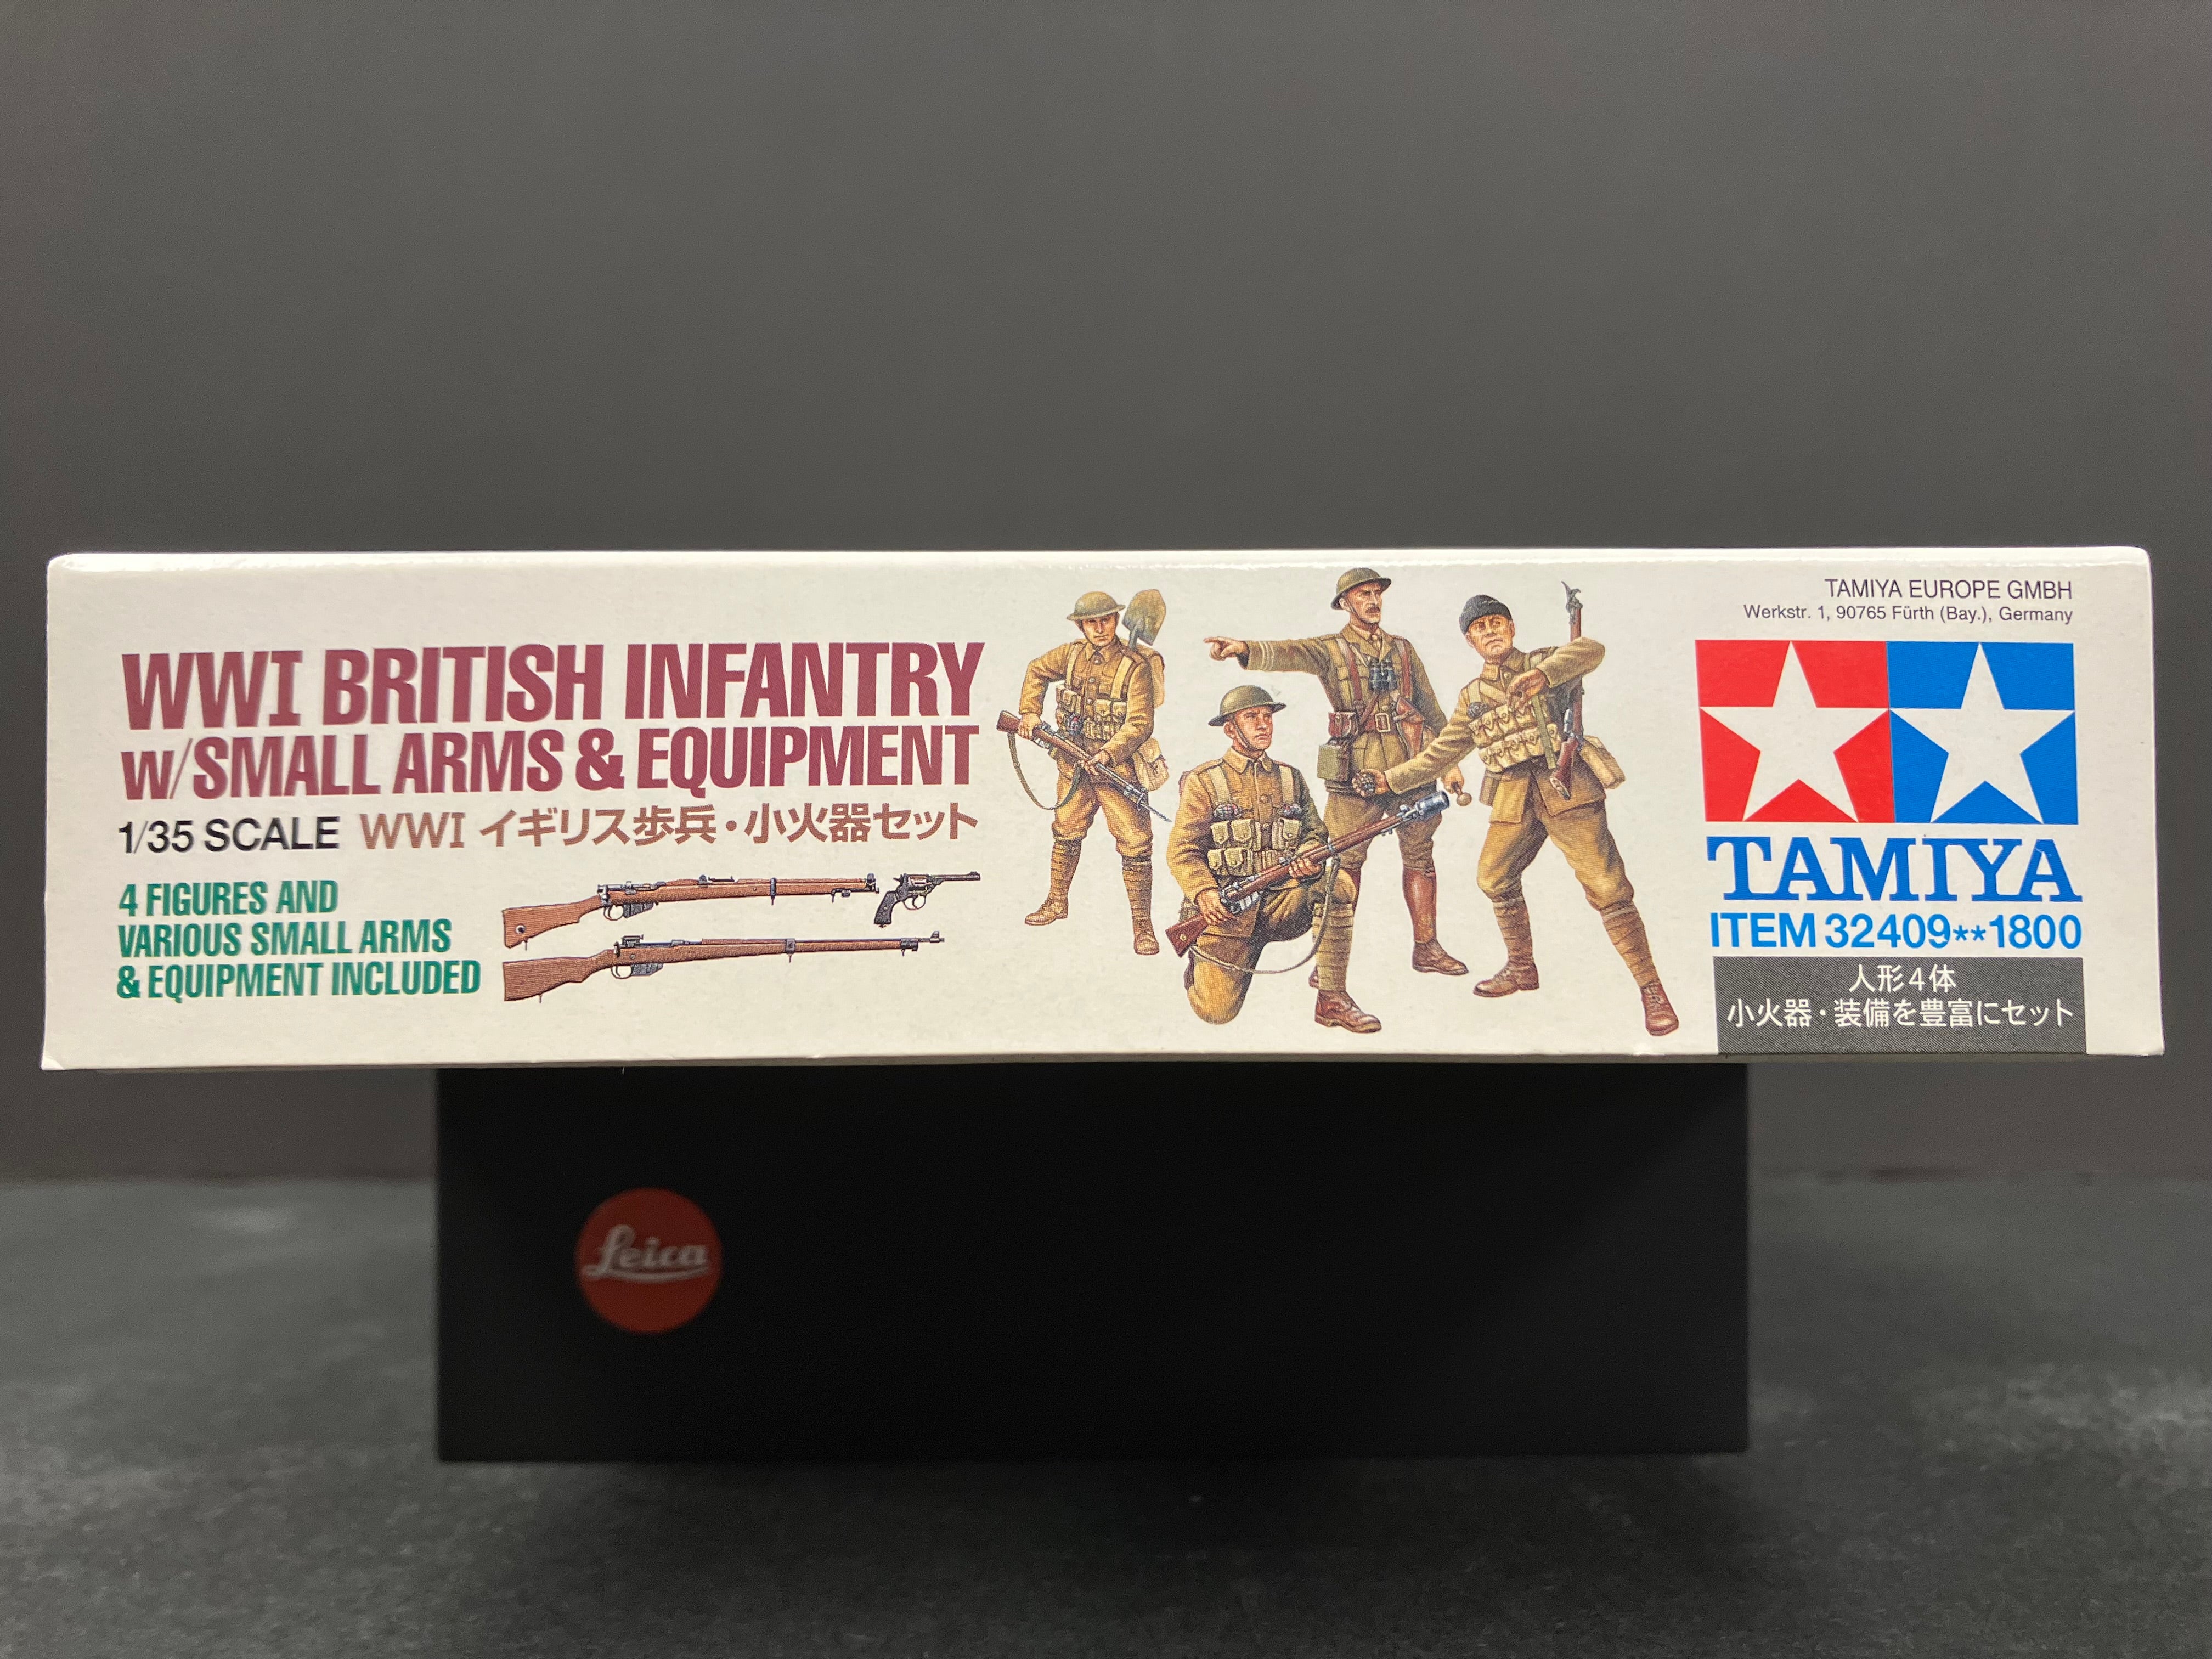 WWI BRITISH INFANTRY
w/SMALL ARMS & EQUIPMENT
1/35 SCALE WWI イギリス歩兵・小火器セット
4 FIGURES AND
VARIOUS SMALL ARMS
& EQUIPMENT INCLUDED
TAMIYA EUROPE GMBH
Werkstr. 1, 90765 Fürth (Bay.), Germany
TAMIYA
ITEM 32409**1800
人形4体
小火器・装備を豊富にセット
Leica